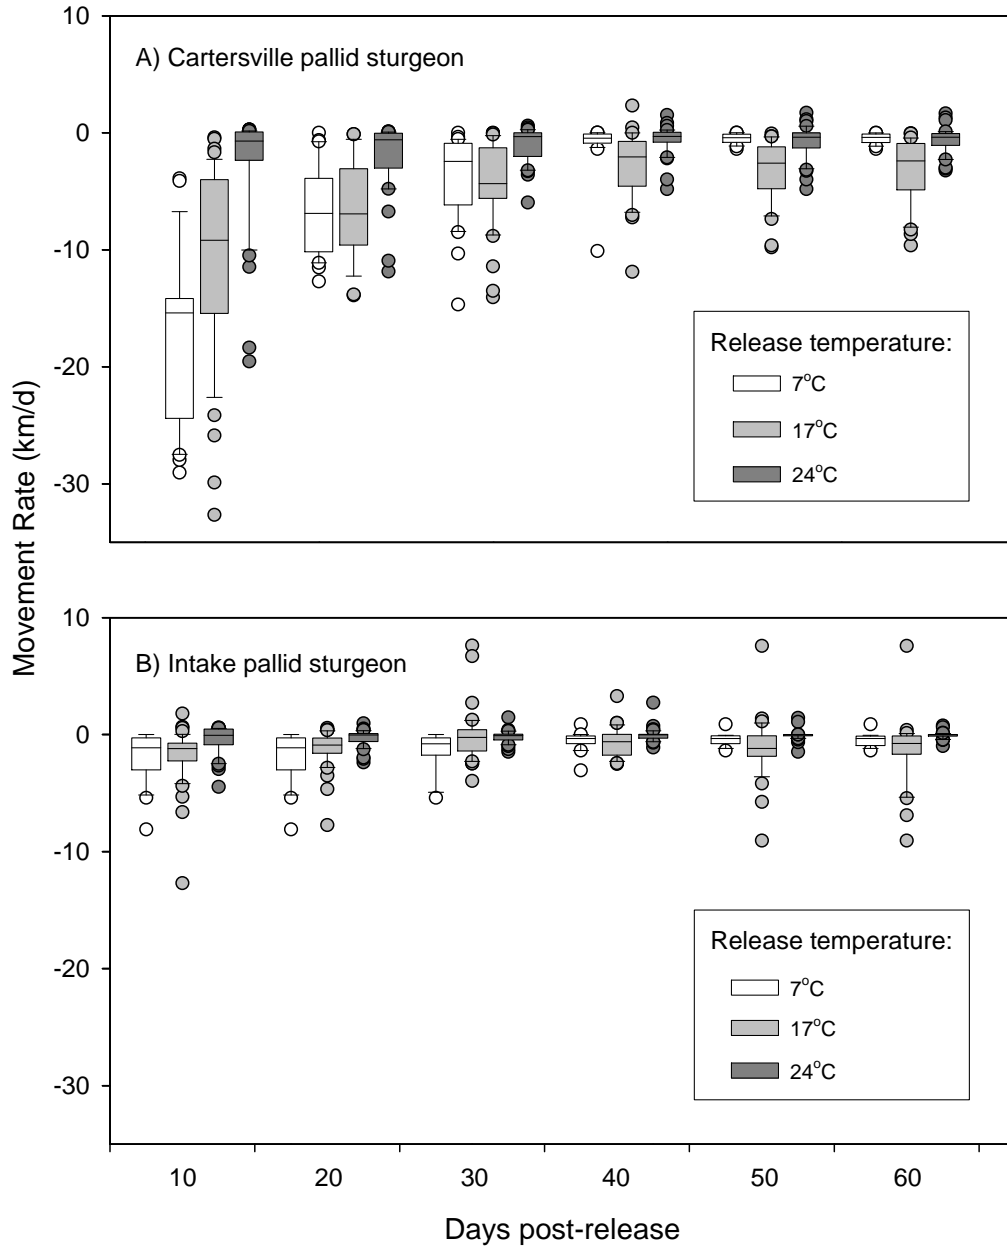 10
A) Cartersville pallid sturgeon
0
-10
-20
-30
Release temperature:
7°C
17°C
24°C
Movement Rate (km/d)
10
B) Intake pallid sturgeon
0
-10
-20
-30
Release temperature:
7°C
17°C
24°C
10 20 30 40 50 60
Days post-release